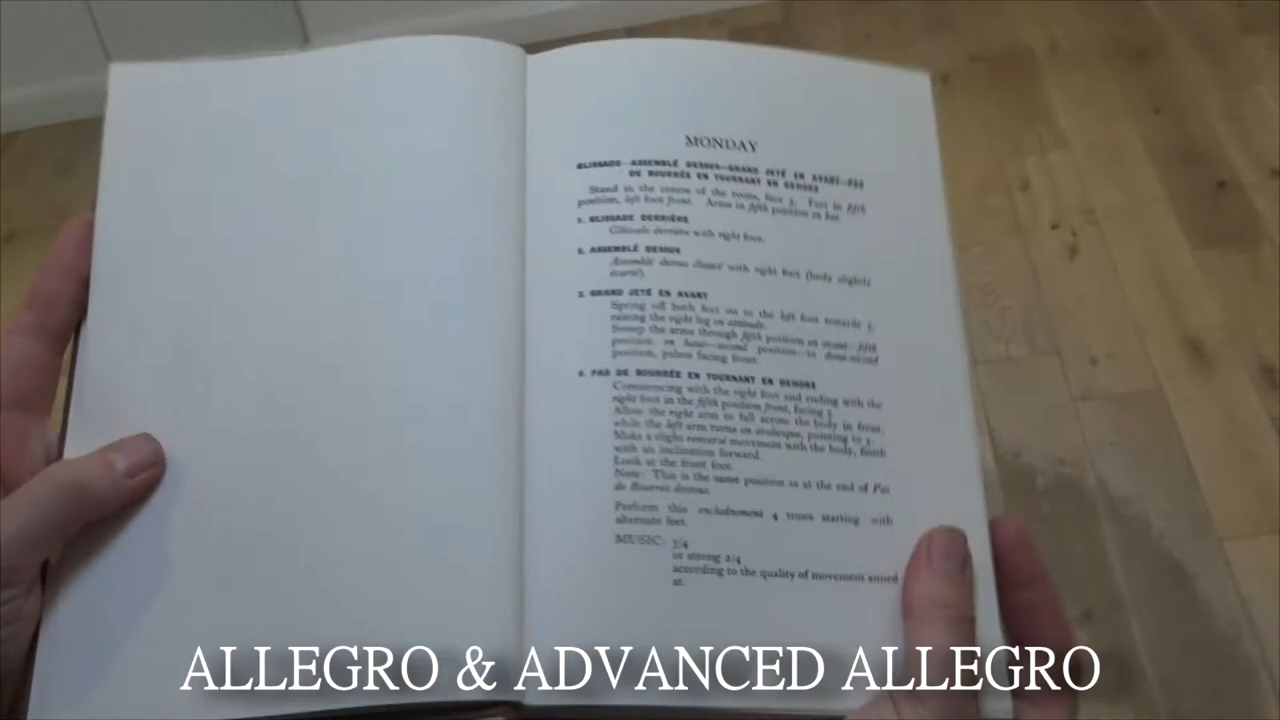 MONDAY
GLISSADE—ASSEMBLÉ DESSUS—GRAND JETÉ EN AVANT—PAS
DE BOURRÉE EN TOURNANT EN DEHORS
Stand in the centre of the room, face 5. Feet in fifth
position, left foot front. Arms in fifth position en bas.
1. GLISSADE DERRIÈRE
Glissade derrière with right foot.
2. ASSEMBLÉ DESSUS
Assemblé dessus élancé with right foot (body slightly
écarté).
3. GRAND JETÉ EN AVANT
Spring off both feet on to the left foot towards 5,
raising the right leg en attitude.
Sweep the arms through fifth position en avant—fifth
position en haut—second position—to demi-second
position, palms facing front.
4. PAS DE BOURRÉE EN TOURNANT EN DEHORS
Commencing with the right foot and ending with the
right foot in the fifth position front, facing
Allow the right arm to fall across the body in front,
while the left arm turns en arabesque, pointing to
Make a slight renversé movement with the body, finish
with an inclination forward.
Look at the front foot.
Note: This is the same position as at the end of Pas
de Bourrée dessous.
Perform this enchaînement 4 times starting with
alternate feet.
MUSIC: 3/4
or strong 2/4
according to the quality of movement aimed
at.
ALLEGRO & ADVANCED ALLEGRO